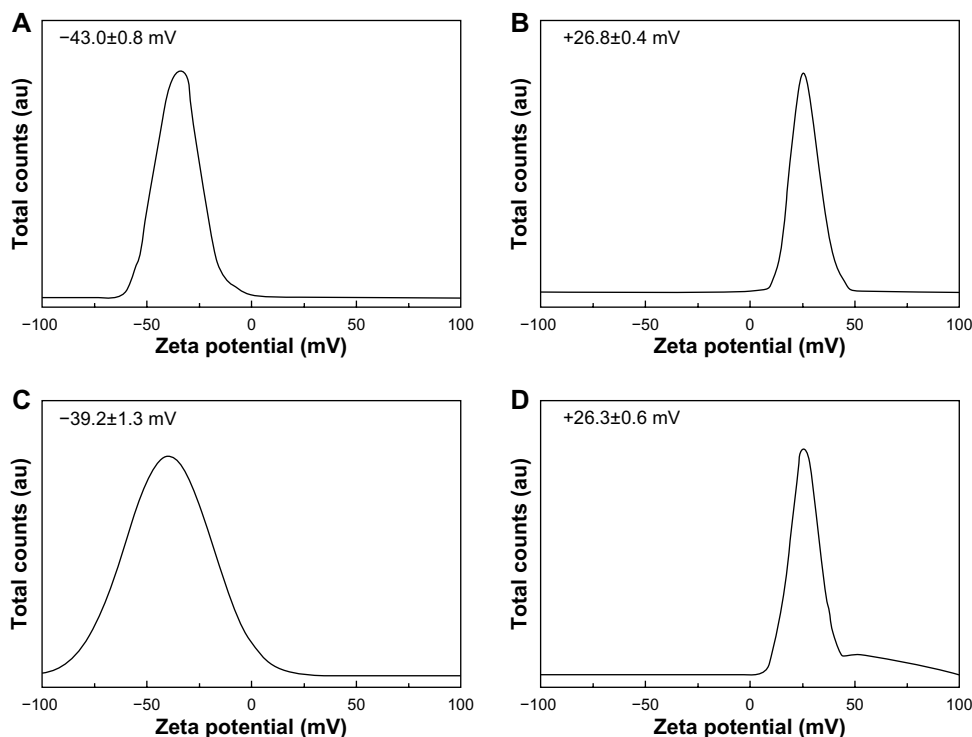 A
−43.0±0.8 mV
Total counts (au)
−100 −50 0 50 100
Zeta potential (mV)
B
+26.8±0.4 mV
Total counts (au)
−100 −50 0 50 100
Zeta potential (mV)
C
−39.2±1.3 mV
Total counts (au)
−100 −50 0 50 100
Zeta potential (mV)
D
+26.3±0.6 mV
Total counts (au)
−100 −50 0 50 100
Zeta potential (mV)